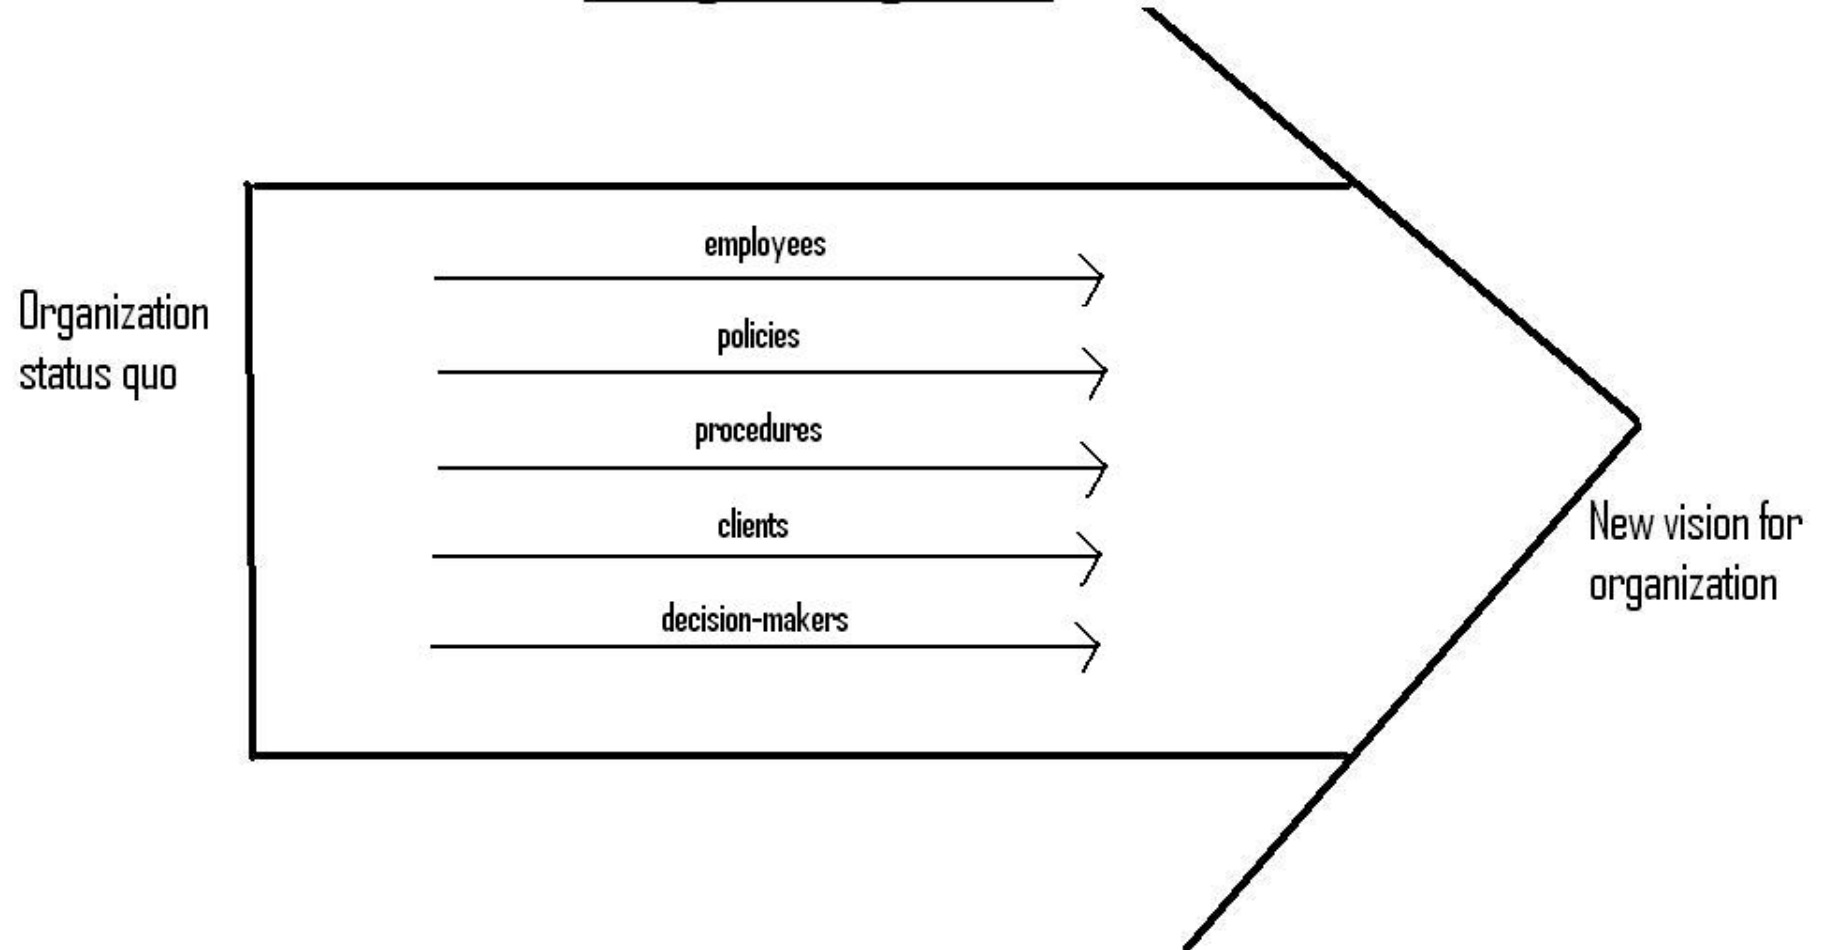 Organization
status quo
employees
policies
procedures
clients
decision-makers
New vision for
organization